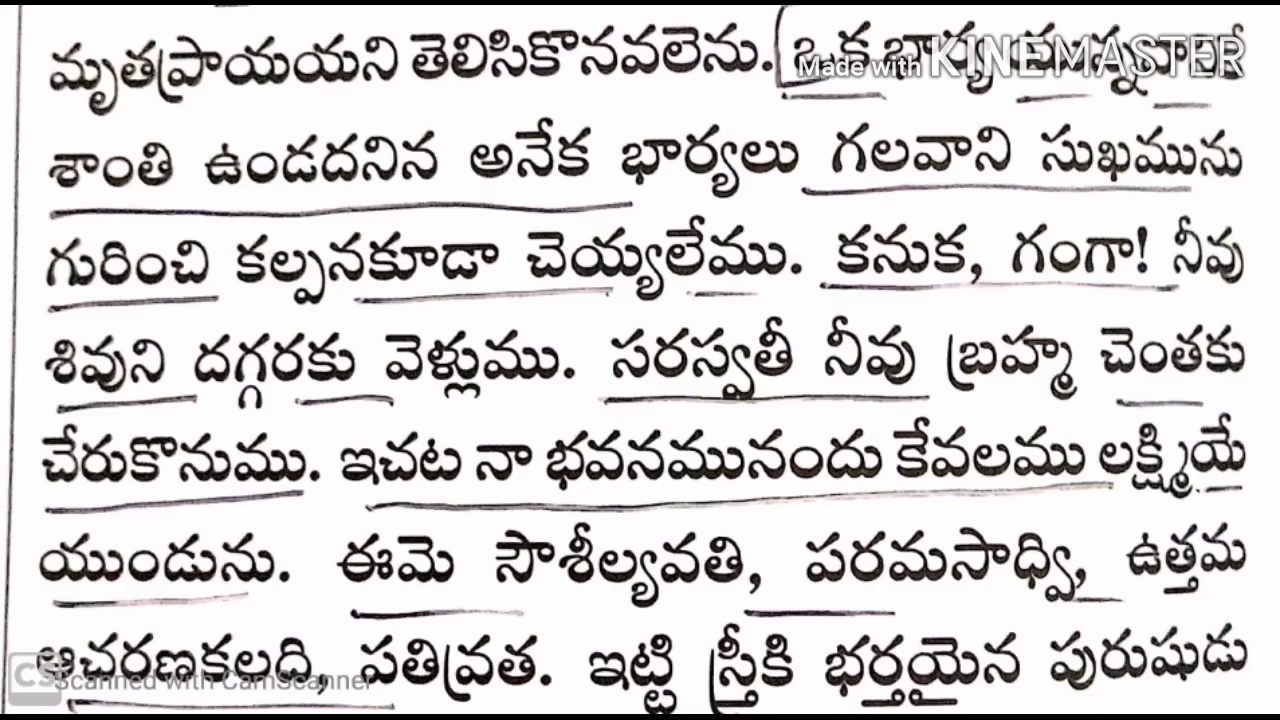 మృతప్రాయయని తెలిసికొనవలెను. ఒక భార్య యున్ననూనే
Made with KINEMASTER
శాంతి ఉండదనిన అనేక భార్యలు గలవాని సుఖమును
గురించి కల్పనకూడా చెయ్యలేము. కనుక, గంగా! నీవు
శివుని దగ్గరకు వెళ్లుము. సరస్వతీ నీవు బ్రహ్మ చెంతకు
చేరుకొనుము. ఇచట నా భవనమునందు కేవలము లక్ష్మియే
యుండును. ఈమె సౌశీల్యవతి, పరమసాధ్వి, ఉత్తమ
ఆచరణకలది, పతివ్రత. ఇట్టి స్త్రీకి భర్తయైన పురుషుడు
CS Scanned with CamScanner